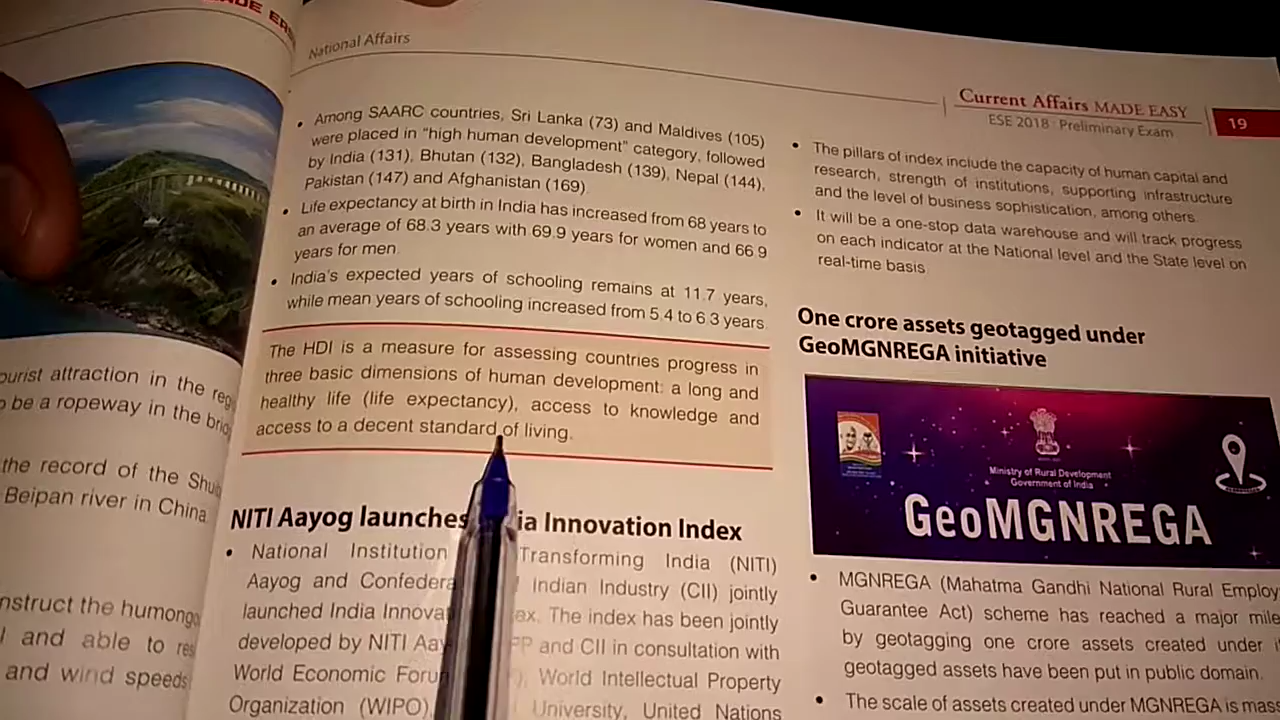 ADE EAS
National Affairs
Current Affairs MADE EASY
ESE 2018 : Preliminary Exam
19
• Among SAARC countries, Sri Lanka (73) and Maldives (105)
were placed in "high human development" category, followed
by India (131), Bhutan (132), Bangladesh (139), Nepal (144),
Pakistan (147) and Afghanistan (169).
• Life expectancy at birth in India has increased from 68 years to
an average of 68.3 years with 69.9 years for women and 66.9
years for men.
• India's expected years of schooling remains at 11.7 years,
while mean years of schooling increased from 5.4 to 6.3 years.
The HDI is a measure for assessing countries progress in
three basic dimensions of human development: a long and
healthy life (life expectancy), access to knowledge and
access to a decent standard of living.
NITI Aayog launches ia Innovation Index
• National Institution Transforming India (NITI)
Aayog and Confedera Indian Industry (CII) jointly
launched India Innovat ex. The index has been jointly
developed by NITI Aay PP and CII in consultation with
World Economic Foru ), World Intellectual Property
Organization (WIPO), University, United Nations
• The pillars of index include the capacity of human capital and
research, strength of institutions, supporting infrastructure
and the level of business sophistication, among others.
• It will be a one-stop data warehouse and will track progress
on each indicator at the National level and the State level on
real-time basis
One crore assets geotagged under
GeoMGNREGA initiative
Ministry of Rural Development
Government of India
GeoMGNREGA
• MGNREGA (Mahatma Gandhi National Rural Employ
Guarantee Act) scheme has reached a major mile
by geotagging one crore assets created under i
geotagged assets have been put in public domain.
• The scale of assets created under MGNREGA is mass
ourist attraction in the reg
o be a ropeway in the brid
the record of the Shui
Beipan river in China.
nstruct the humongo
l and able to res
and wind speeds